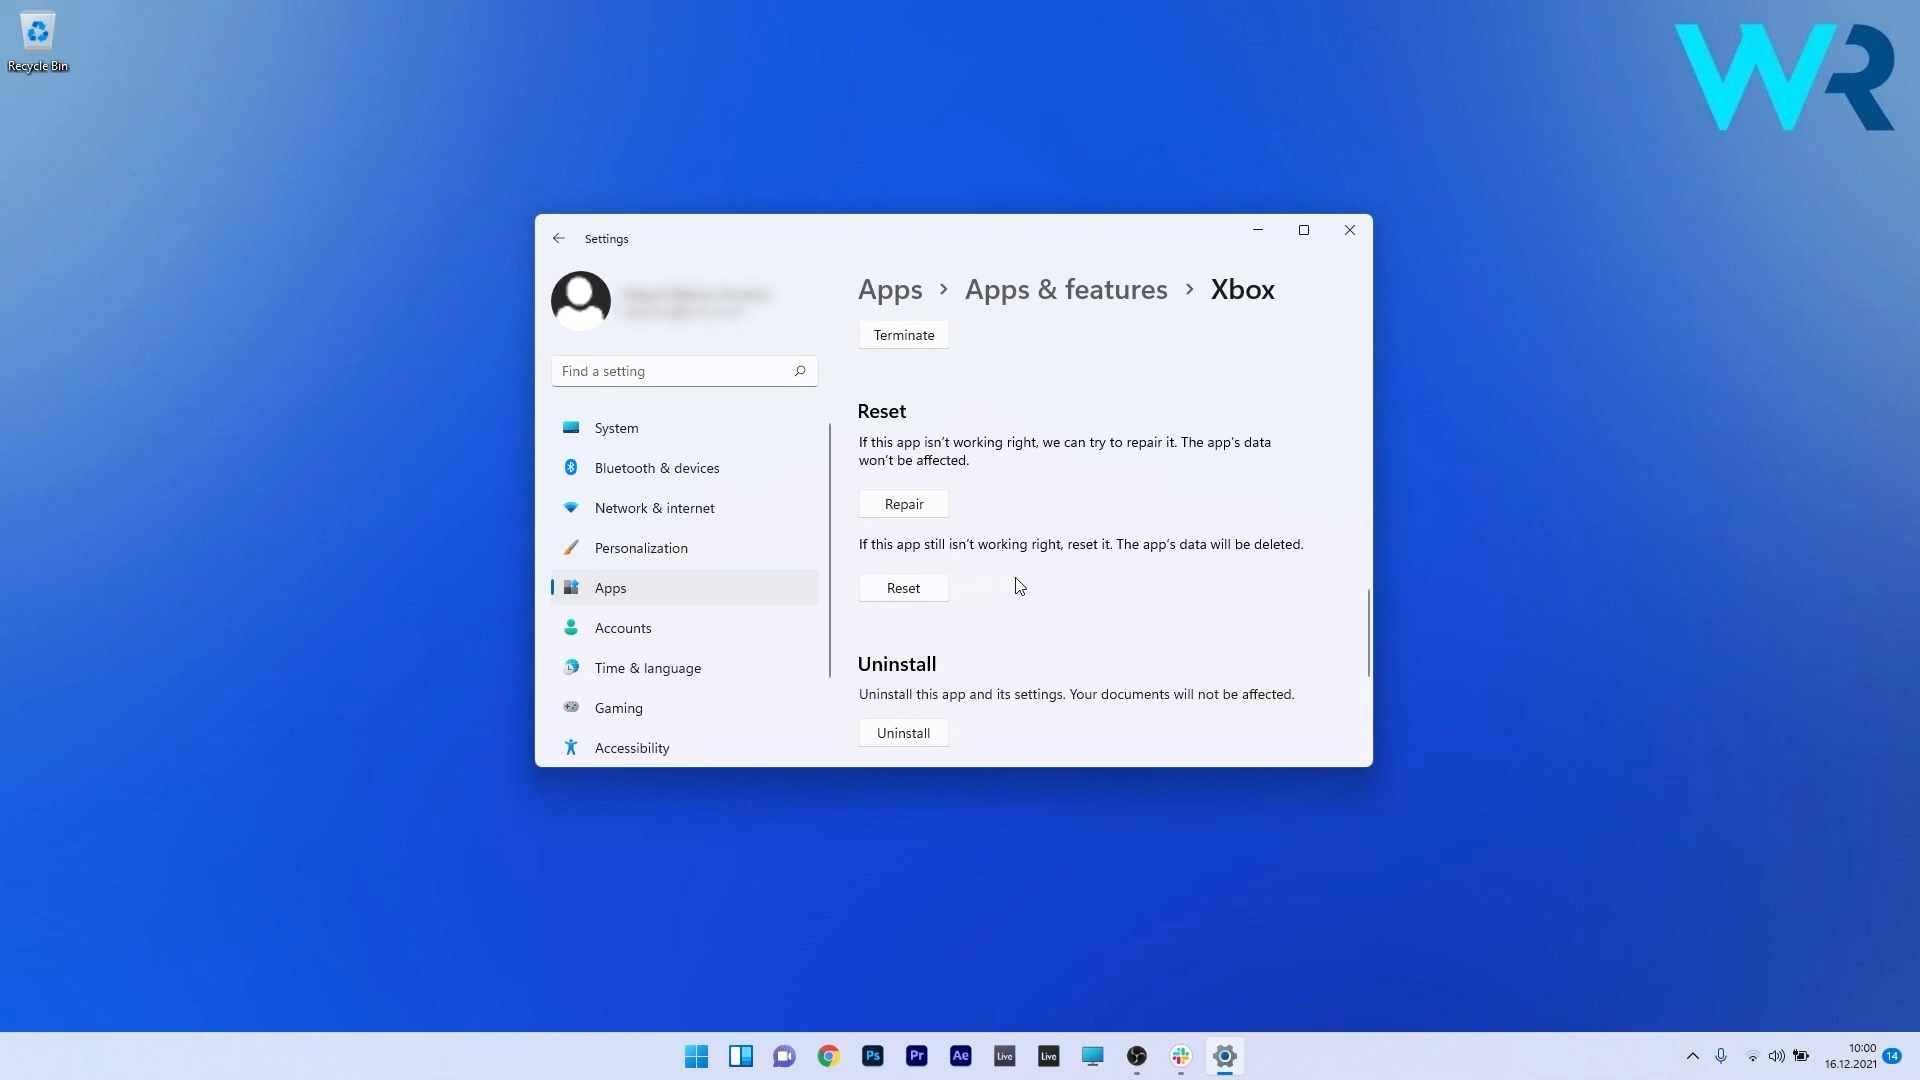 Recycle Bin
WR
Settings
Apps > Apps & features > Xbox
Terminate
Find a setting
System
Bluetooth & devices
Network & internet
Personalization
Apps
Accounts
Time & language
Gaming
Accessibility
Reset
If this app isn't working right, we can try to repair it. The app's data
won't be affected.
Repair
If this app still isn't working right, reset it. The app's data will be deleted.
Reset
Uninstall
Uninstall this app and its settings. Your documents will not be affected.
Uninstall
Ps
Pr
Ae
Live
Live
10:00
16.12.2021
14